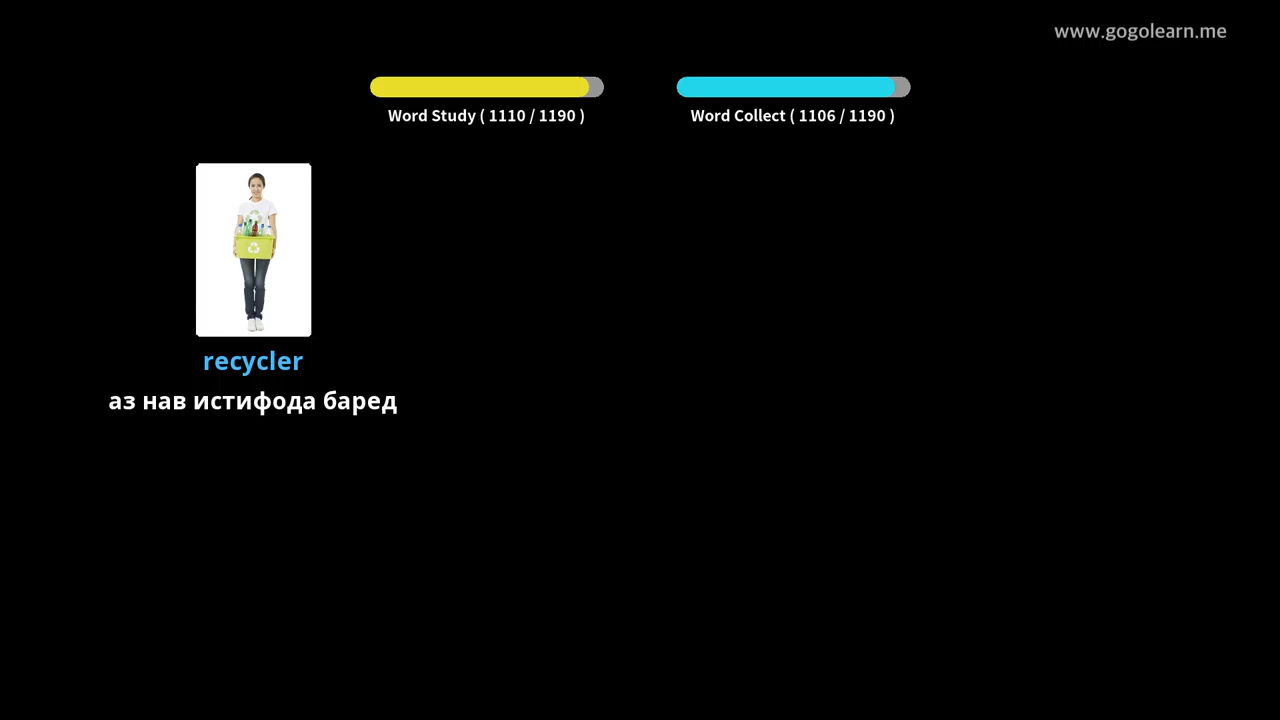 www.gogolearn.me
Word Study ( 1110 / 1190 )
Word Collect ( 1106 / 1190 )
recycler
аз нав истифода баред